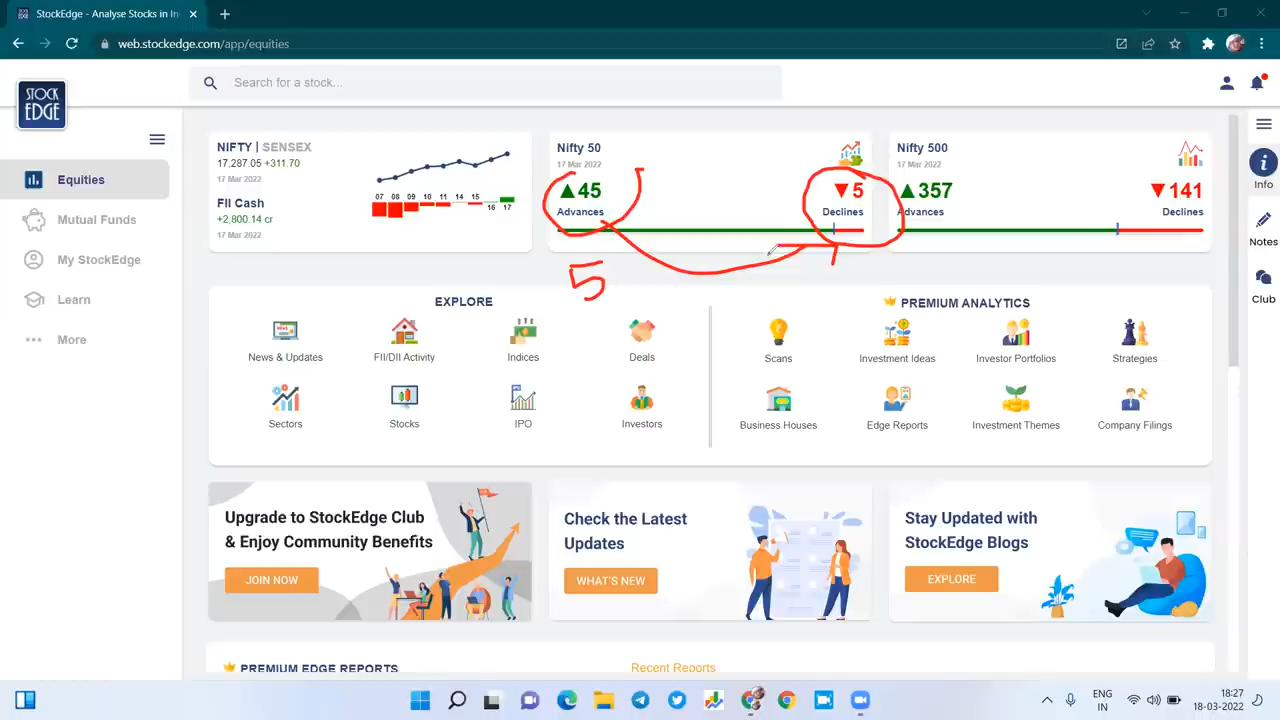 StockEdge - Analyse Stocks in In
web.stockedge.com/app/equities
STOCK
EDGE
Search for a stock...
Equities
Mutual Funds
My StockEdge
Learn
More
NIFTY | SENSEX
17,287.05 +311.70
17 Mar 2022
FII Cash
+2,800.14 cr
17 Mar 2022
07 08 09 10 11 14 15 16 17
Nifty 50
17 Mar 2022
▲45 ▼5
Advances Declines
5
Nifty 500
17 Mar 2022
▲357 ▼141
Advances Declines
EXPLORE
News & Updates FII/DII Activity Indices Deals
Sectors Stocks IPO Investors
PREMIUM ANALYTICS
Scans Investment Ideas Investor Portfolios Strategies
Business Houses Edge Reports Investment Themes Company Filings
Upgrade to StockEdge Club
& Enjoy Community Benefits
JOIN NOW
Check the Latest
Updates
WHAT'S NEW
Stay Updated with
StockEdge Blogs
EXPLORE
PREMIUM EDGE REPORTS Recent Reports
Info
Notes
Club
ENG
IN
18:27
18-03-2022